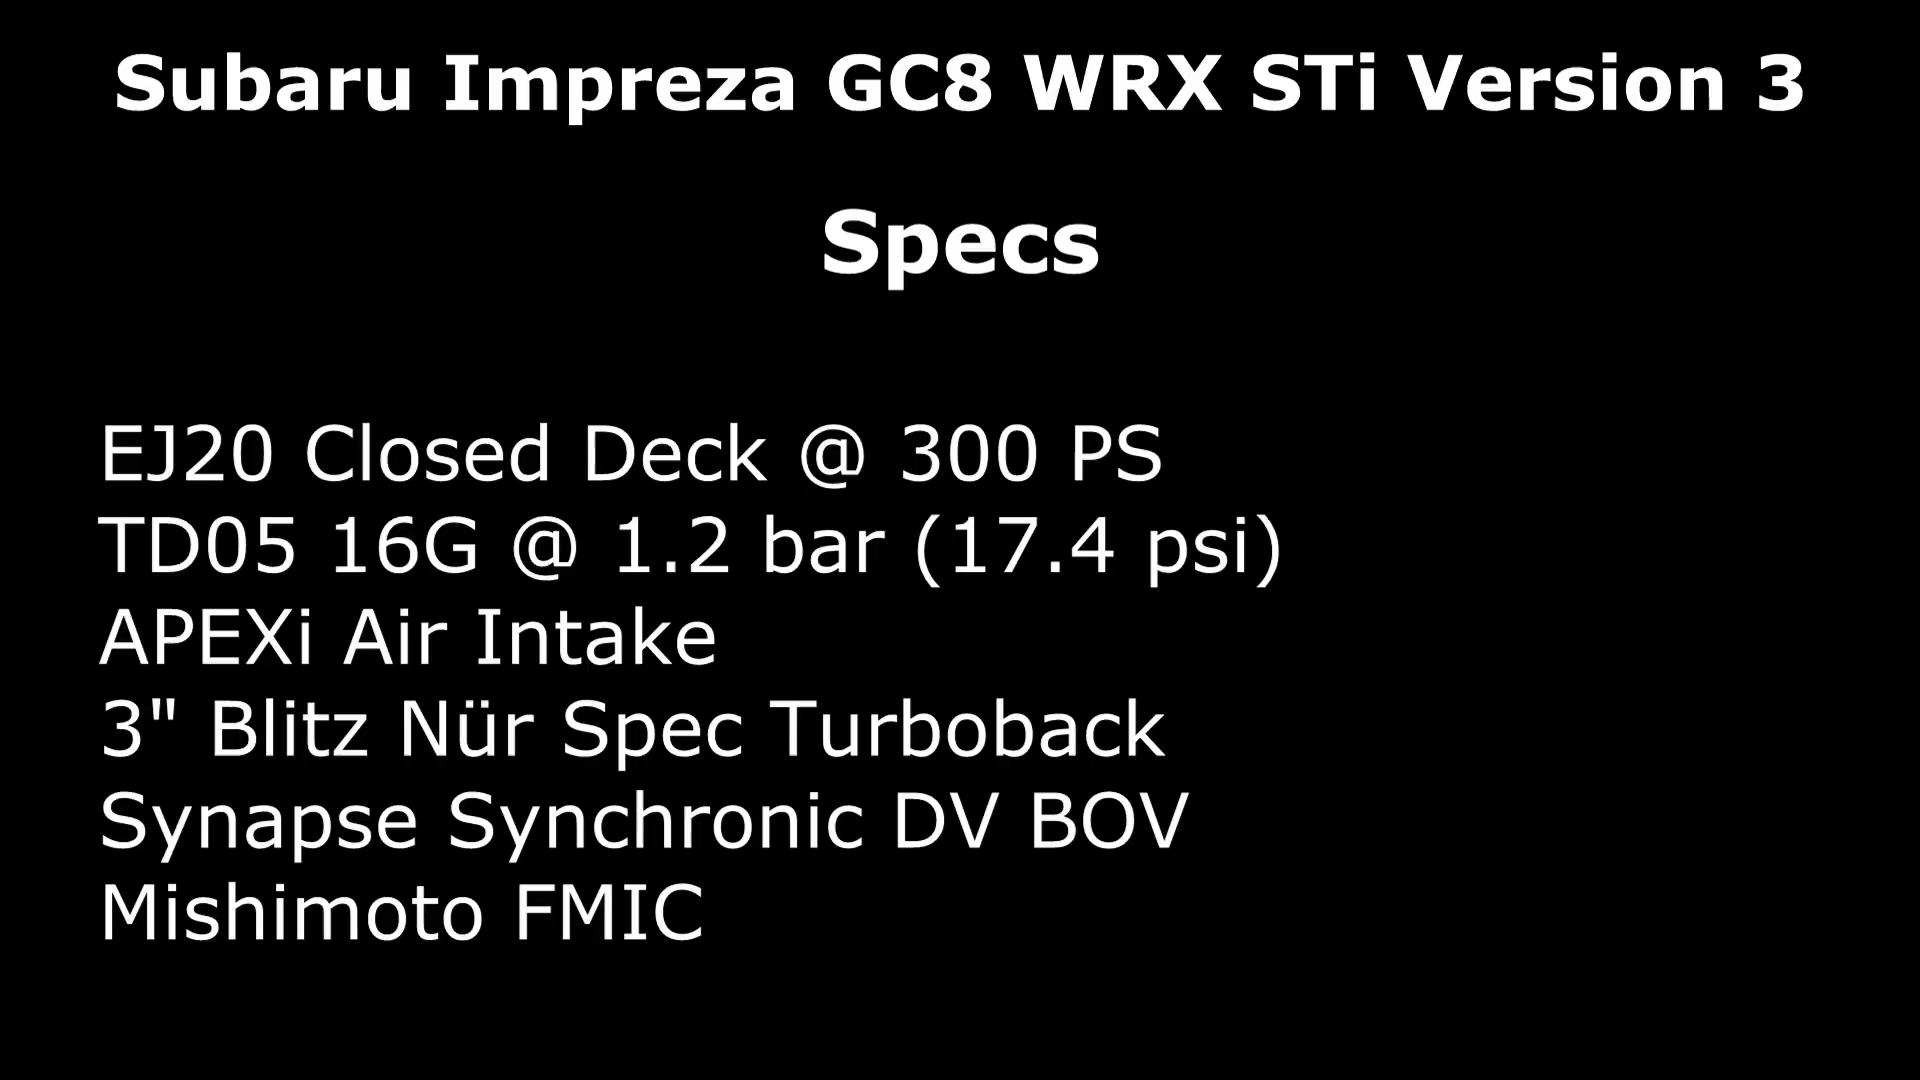 Subaru Impreza GC8 WRX STi Version 3
Specs
EJ20 Closed Deck @ 300 PS
TD05 16G @ 1.2 bar (17.4 psi)
APEXi Air Intake
3" Blitz Nür Spec Turboback
Synapse Synchronic DV BOV
Mishimoto FMIC